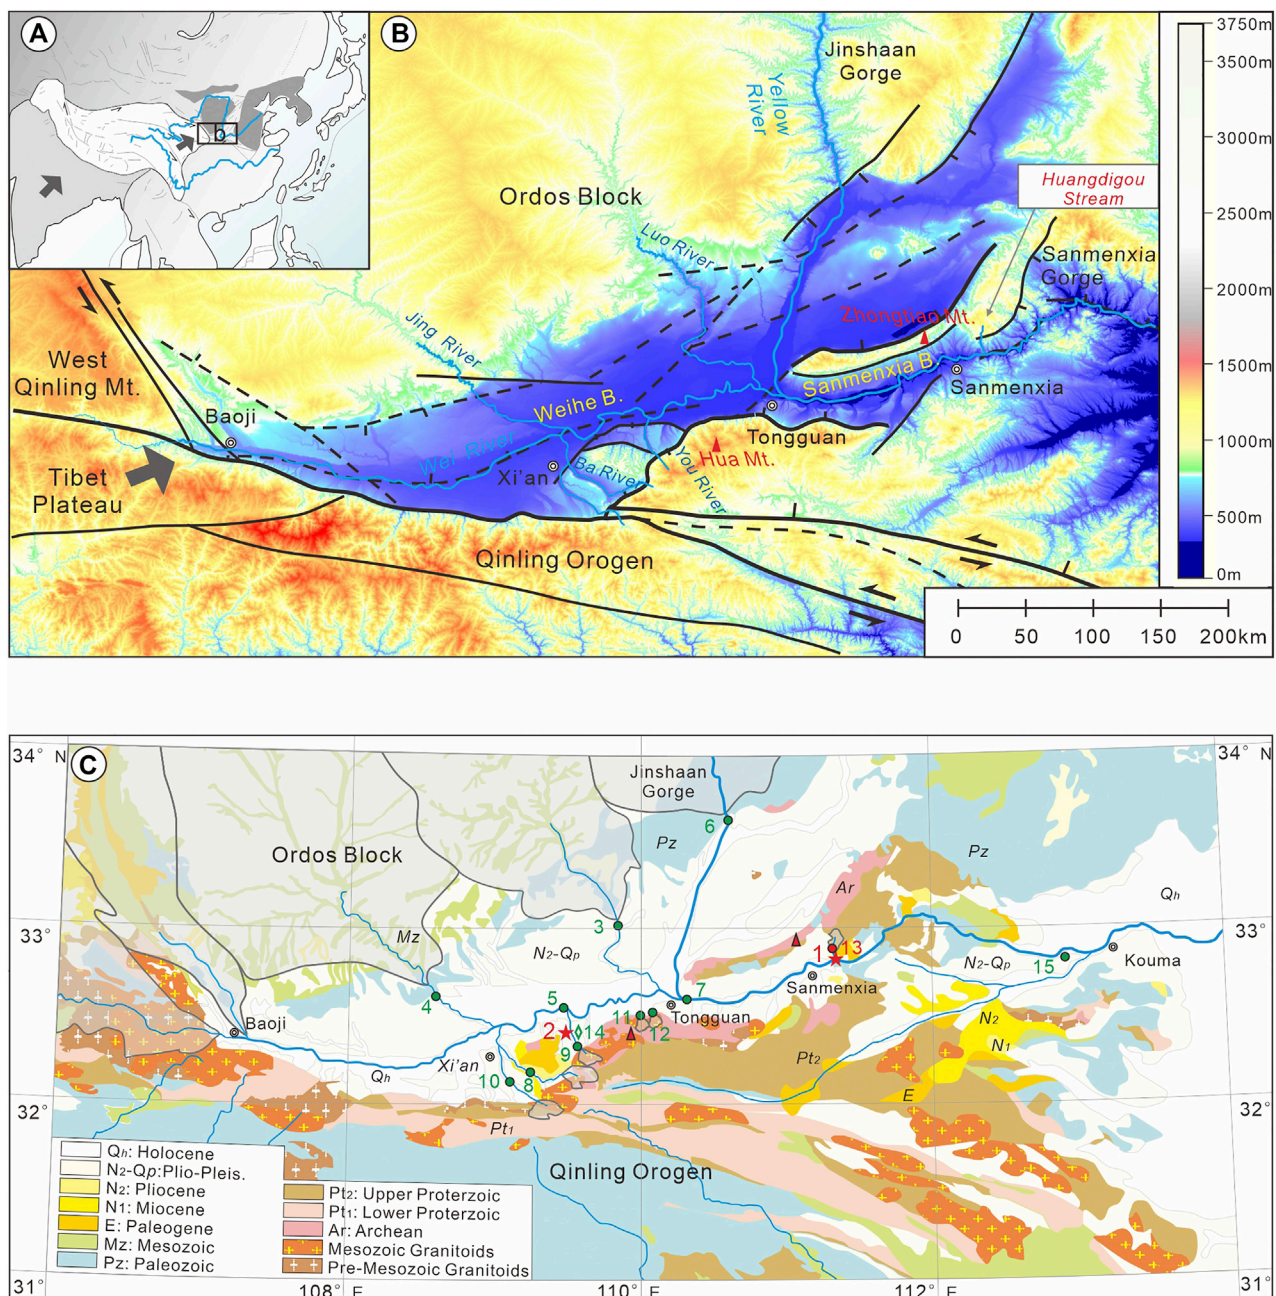 A
b
B
Jinshaan
Gorge
Yellow
River
Ordos Block
Huangdigou
Stream
Luo River
Sanmenxia
Gorge
Zhongtiao Mt.
Jing River
West
Qinling Mt.
Sanmenxia B.
Weihe B.
Sanmenxia
Baoji
Tongguan
Wei River
Hua Mt.
Tibet
Plateau
Xi'an
Ba River
You River
Qinling Orogen
3750m
3500m
3000m
2500m
2000m
1500m
1000m
500m
0m
0 50 100 150 200km
34° N
C
34° N
Jinshaan
Gorge
6
Pz
Pz
Ordos Block
Ar
Qh
33°
3
Mz
N2-Qp
1
13
33°
N2-Qp
15
Kouma
Sanmenxia
4
5
7
Baoji
2
14
11
12
Tongguan
N2
N1
9
Xi'an
Pt2
Qh
10
8
E
32°
32°
Pt1
Qinling Orogen
Qh: Holocene
N2-Qp:Plio-Pleis.
N2: Pliocene
N1: Miocene
E: Paleogene
Mz: Mesozoic
Pz: Paleozoic
Pt2: Upper Proterzoic
Pt1: Lower Proterzoic
Ar: Archean
Mesozoic Granitoids
Pre-Mesozoic Granitoids
31°
108° E
110° E
112° E
31°